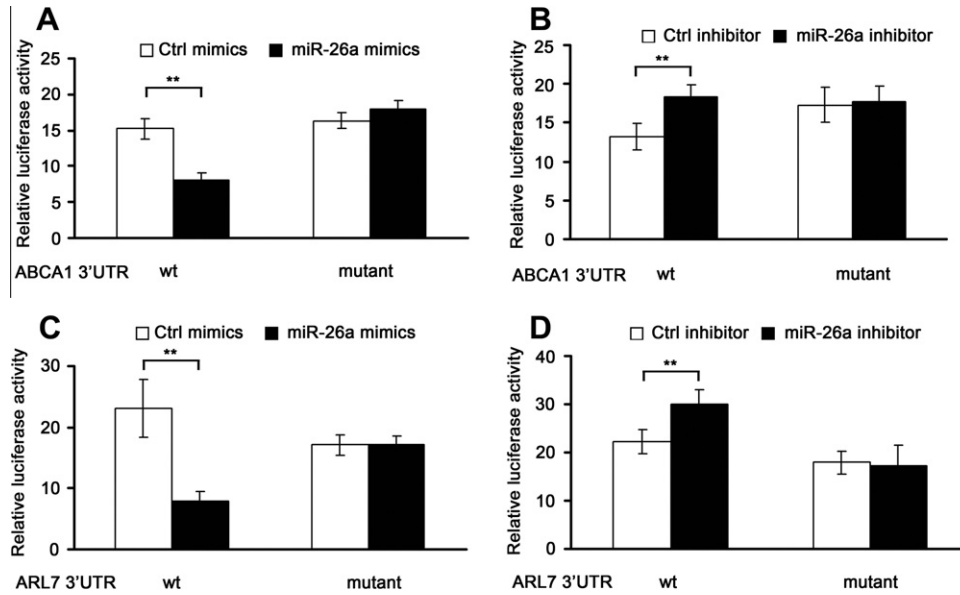 A
Ctrl mimics miR-26a mimics
Relative luciferase activity
25
20
15
10
5
0
**
ABCA1 3'UTR wt mutant
B
Ctrl inhibitor miR-26a inhibitor
Relative luciferase activity
25
20
15
10
5
0
**
ABCA1 3'UTR wt mutant
C
Ctrl mimics miR-26a mimics
Relative luciferase activity
30
20
10
0
**
ARL7 3'UTR wt mutant
D
Ctrl inhibitor miR-26a inhibitor
Relative luciferase activity
40
30
20
10
0
**
ARL7 3'UTR wt mutant